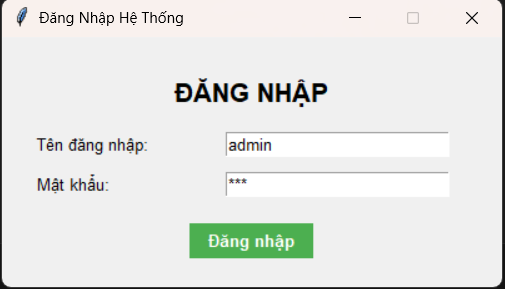 Đăng Nhập Hệ Thống
ĐĂNG NHẬP
Tên đăng nhập: admin
Mật khẩu: ***
Đăng nhập